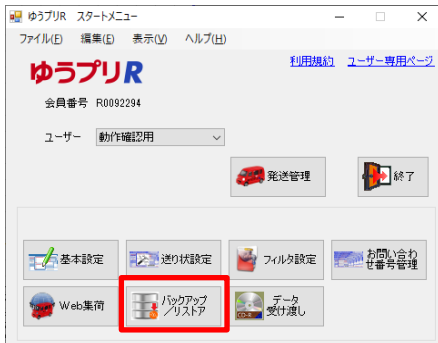 ゆうプリR スタートメニュー
ファイル(F) 編集(E) 表示(V) ヘルプ(H)
ゆうプリR
利用規約 ユーザー専用ページ
会員番号 R0092294
ユーザー 動作確認用
発送管理
終了
基本設定
送り状設定
フィルタ設定
お問い合わ
せ番号管理
Web集荷
バックアップ
/リストア
CD-R
データ
受け渡し